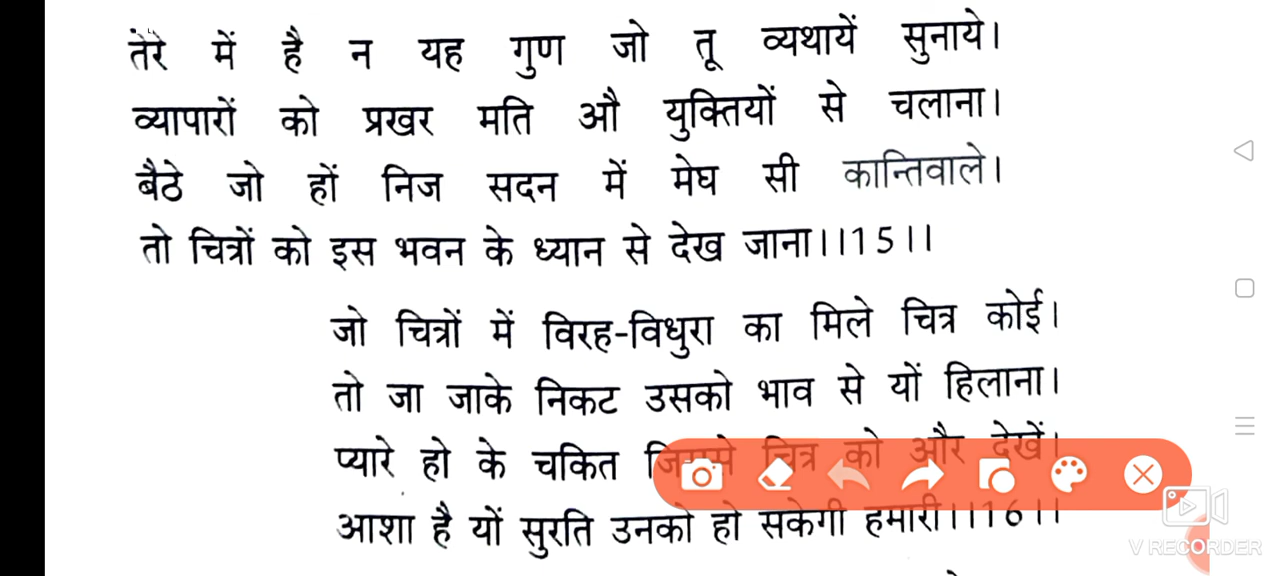 तेरे में है न यह गुण जो तू व्यथायें सुनाये।
व्यापारों को प्रखर मति औ युक्तियों से चलाना।
बैठे जो हों निज सदन में मेघ सी कान्तिवाले।
तो चित्रों को इस भवन के ध्यान से देख जाना।।15।।
जो चित्रों में विरह-विधुरा का मिले चित्र कोई।
तो जा जाके निकट उसको भाव से यों हिलाना।
प्यारे हो के चकित जिससे चित्र को और देखें।
आशा है यों सुरति उनको हो सकेगी हमारी।।16।।
V RECORDER